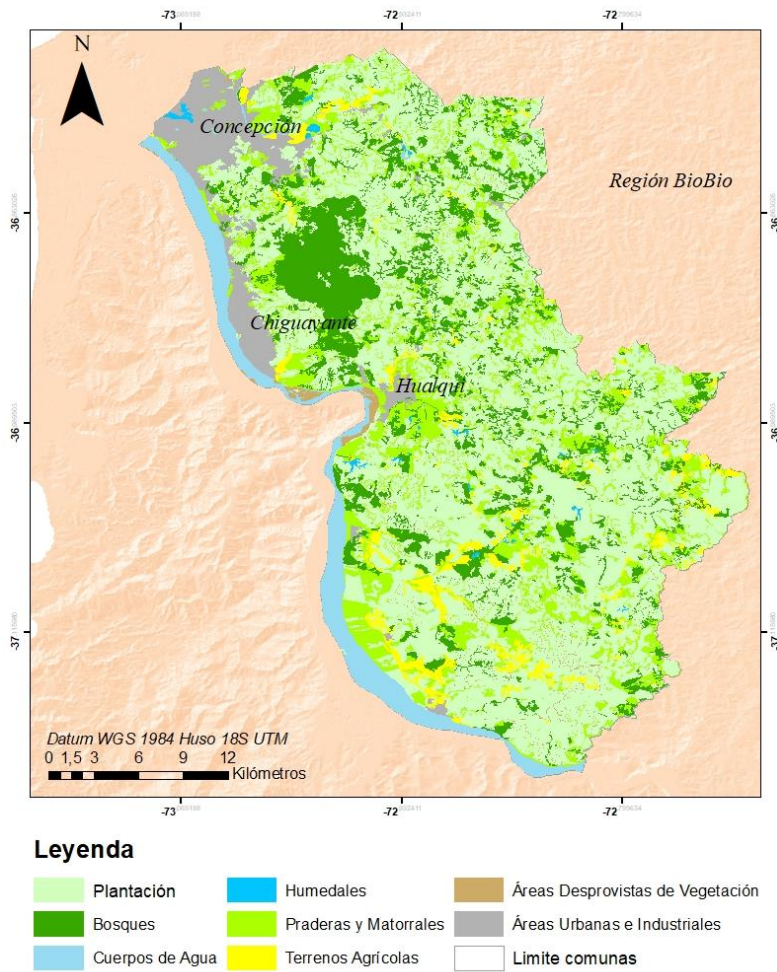 -73
-72
-72
N
Concepción
Región BioBio
Chiguayante
Hualqui
-36
-36
-36
-36
-37
-37
Datum WGS 1984 Huso 18S UTM
0 1,5 3 6 9 12
Kilómetros
-73
-72
-72
Leyenda
Plantación
Humedales
Áreas Desprovistas de Vegetación
Bosques
Praderas y Matorrales
Áreas Urbanas e Industriales
Cuerpos de Agua
Terrenos Agrícolas
Limite comunas